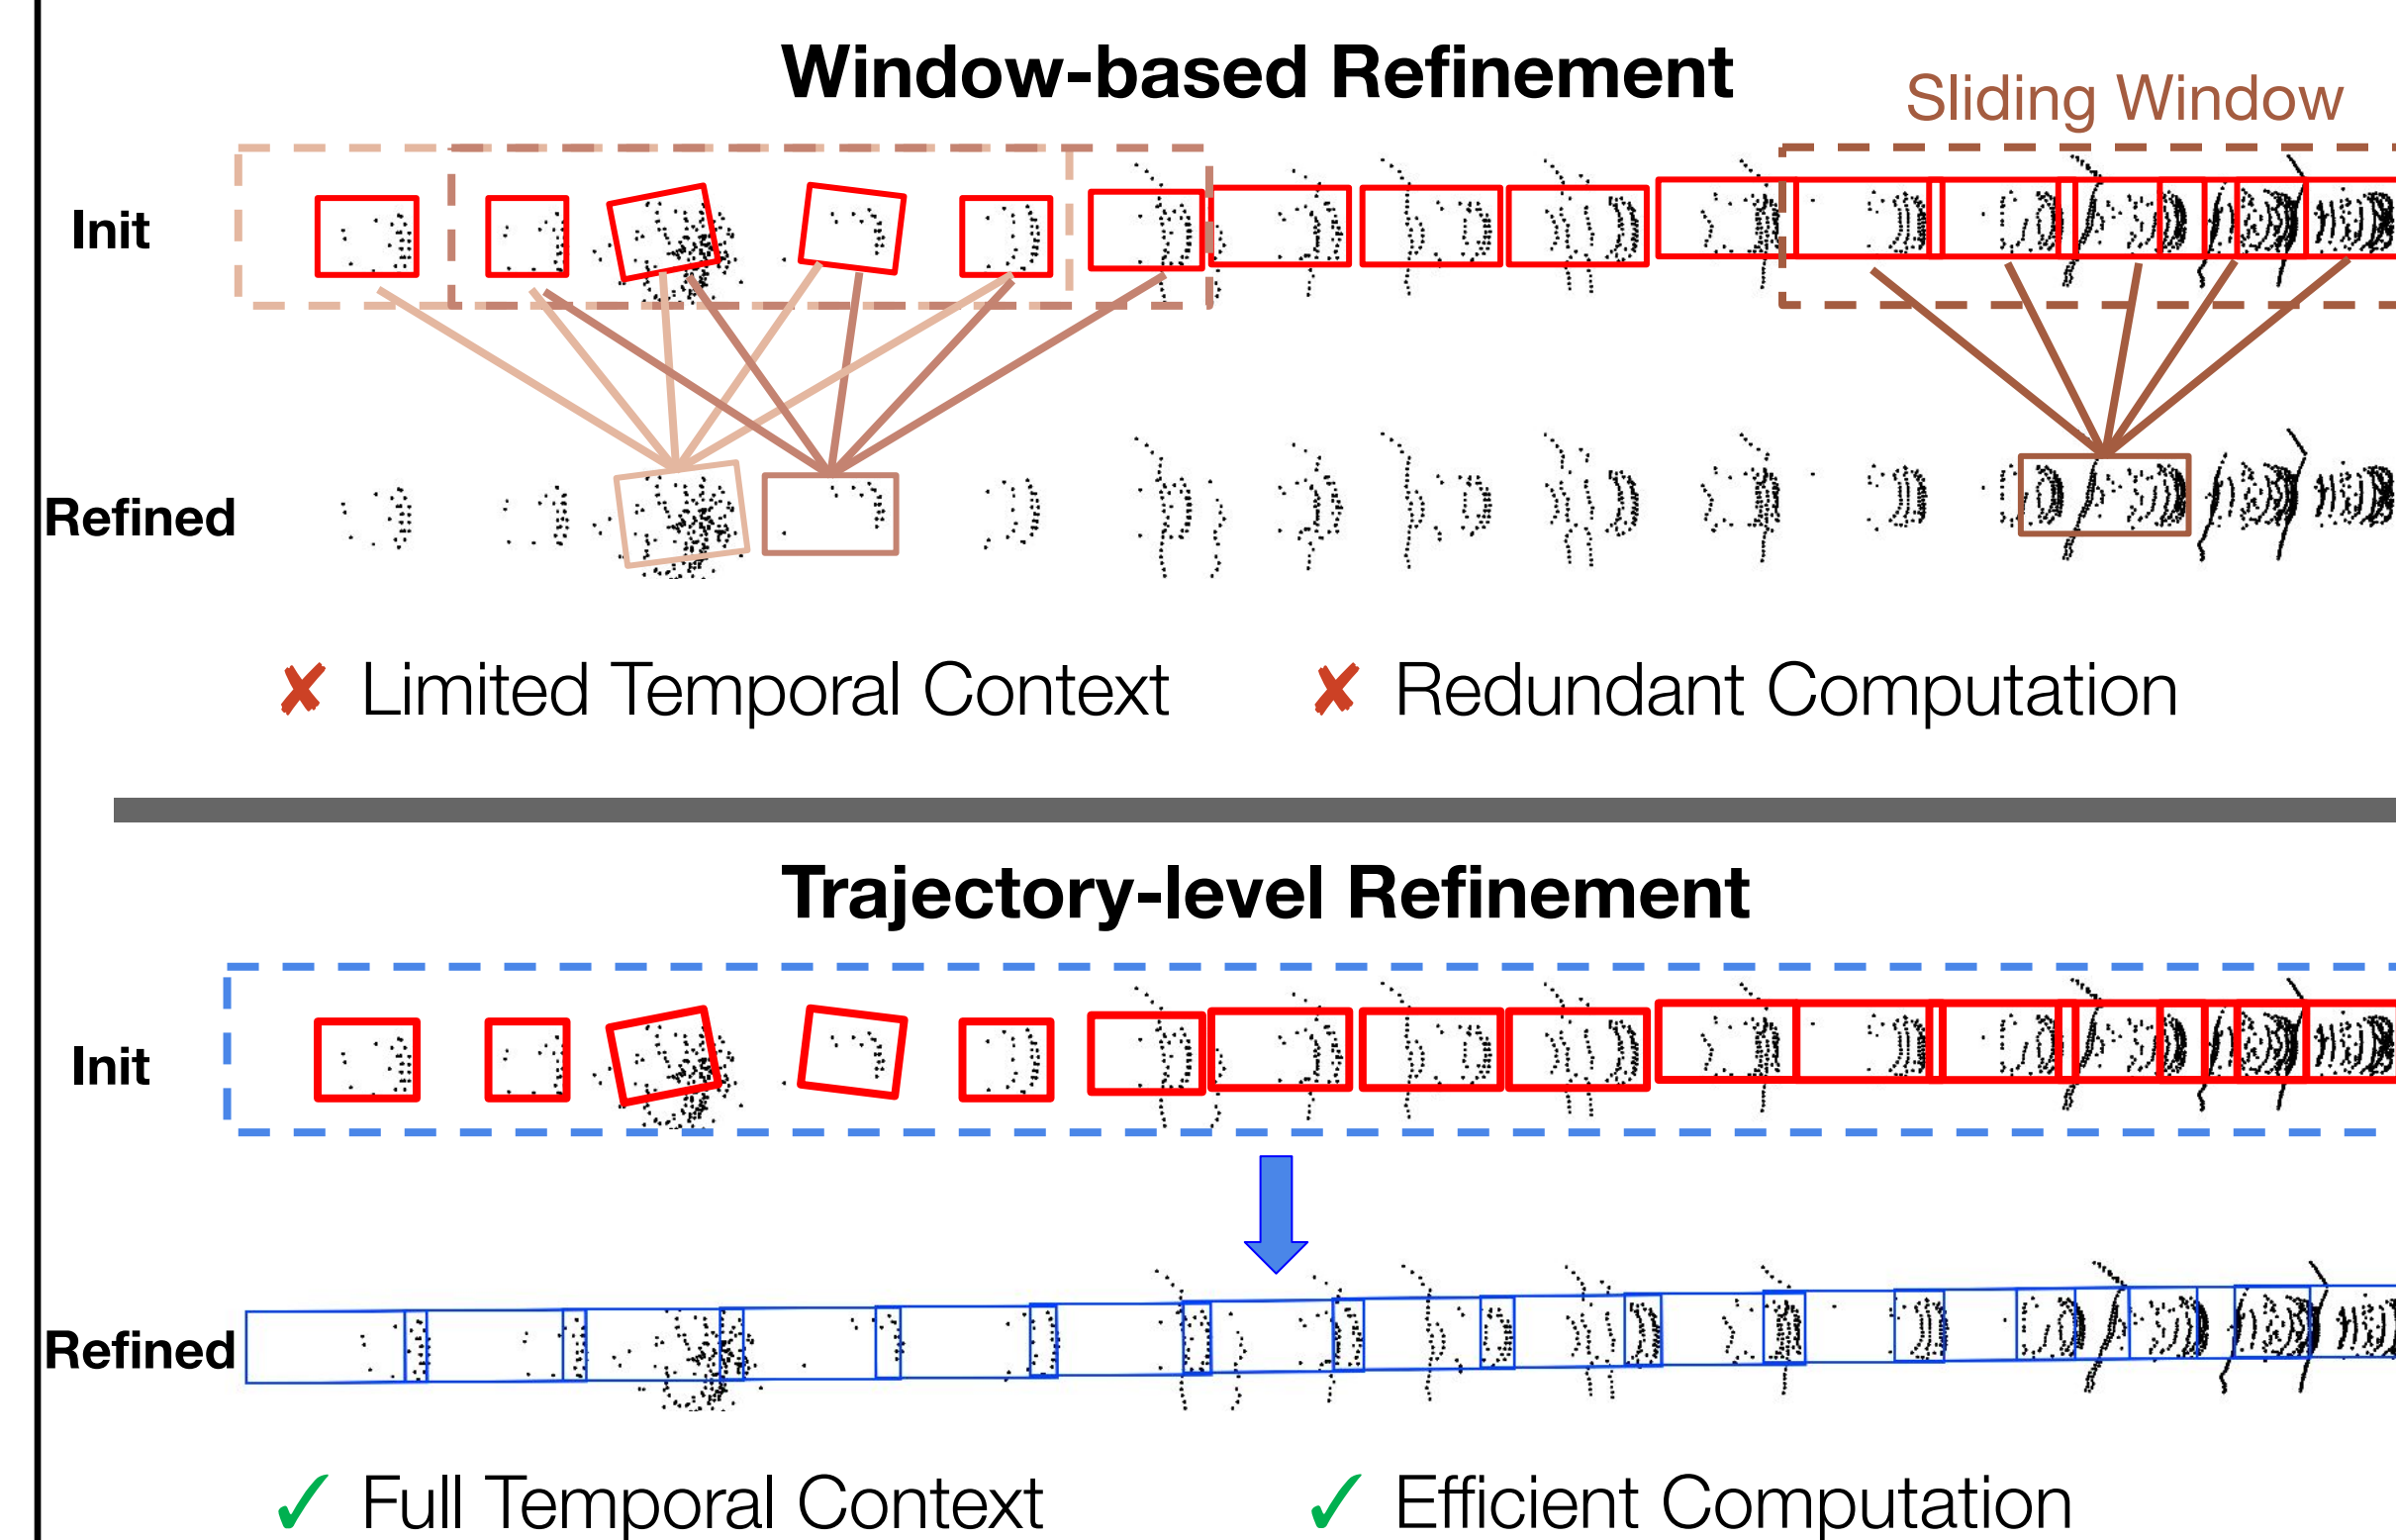 Window-based Refinement
Sliding Window
Init
Refined
✘ Limited Temporal Context
✘ Redundant Computation
Trajectory-level Refinement
Init
Refined
✓ Full Temporal Context
✓ Efficient Computation